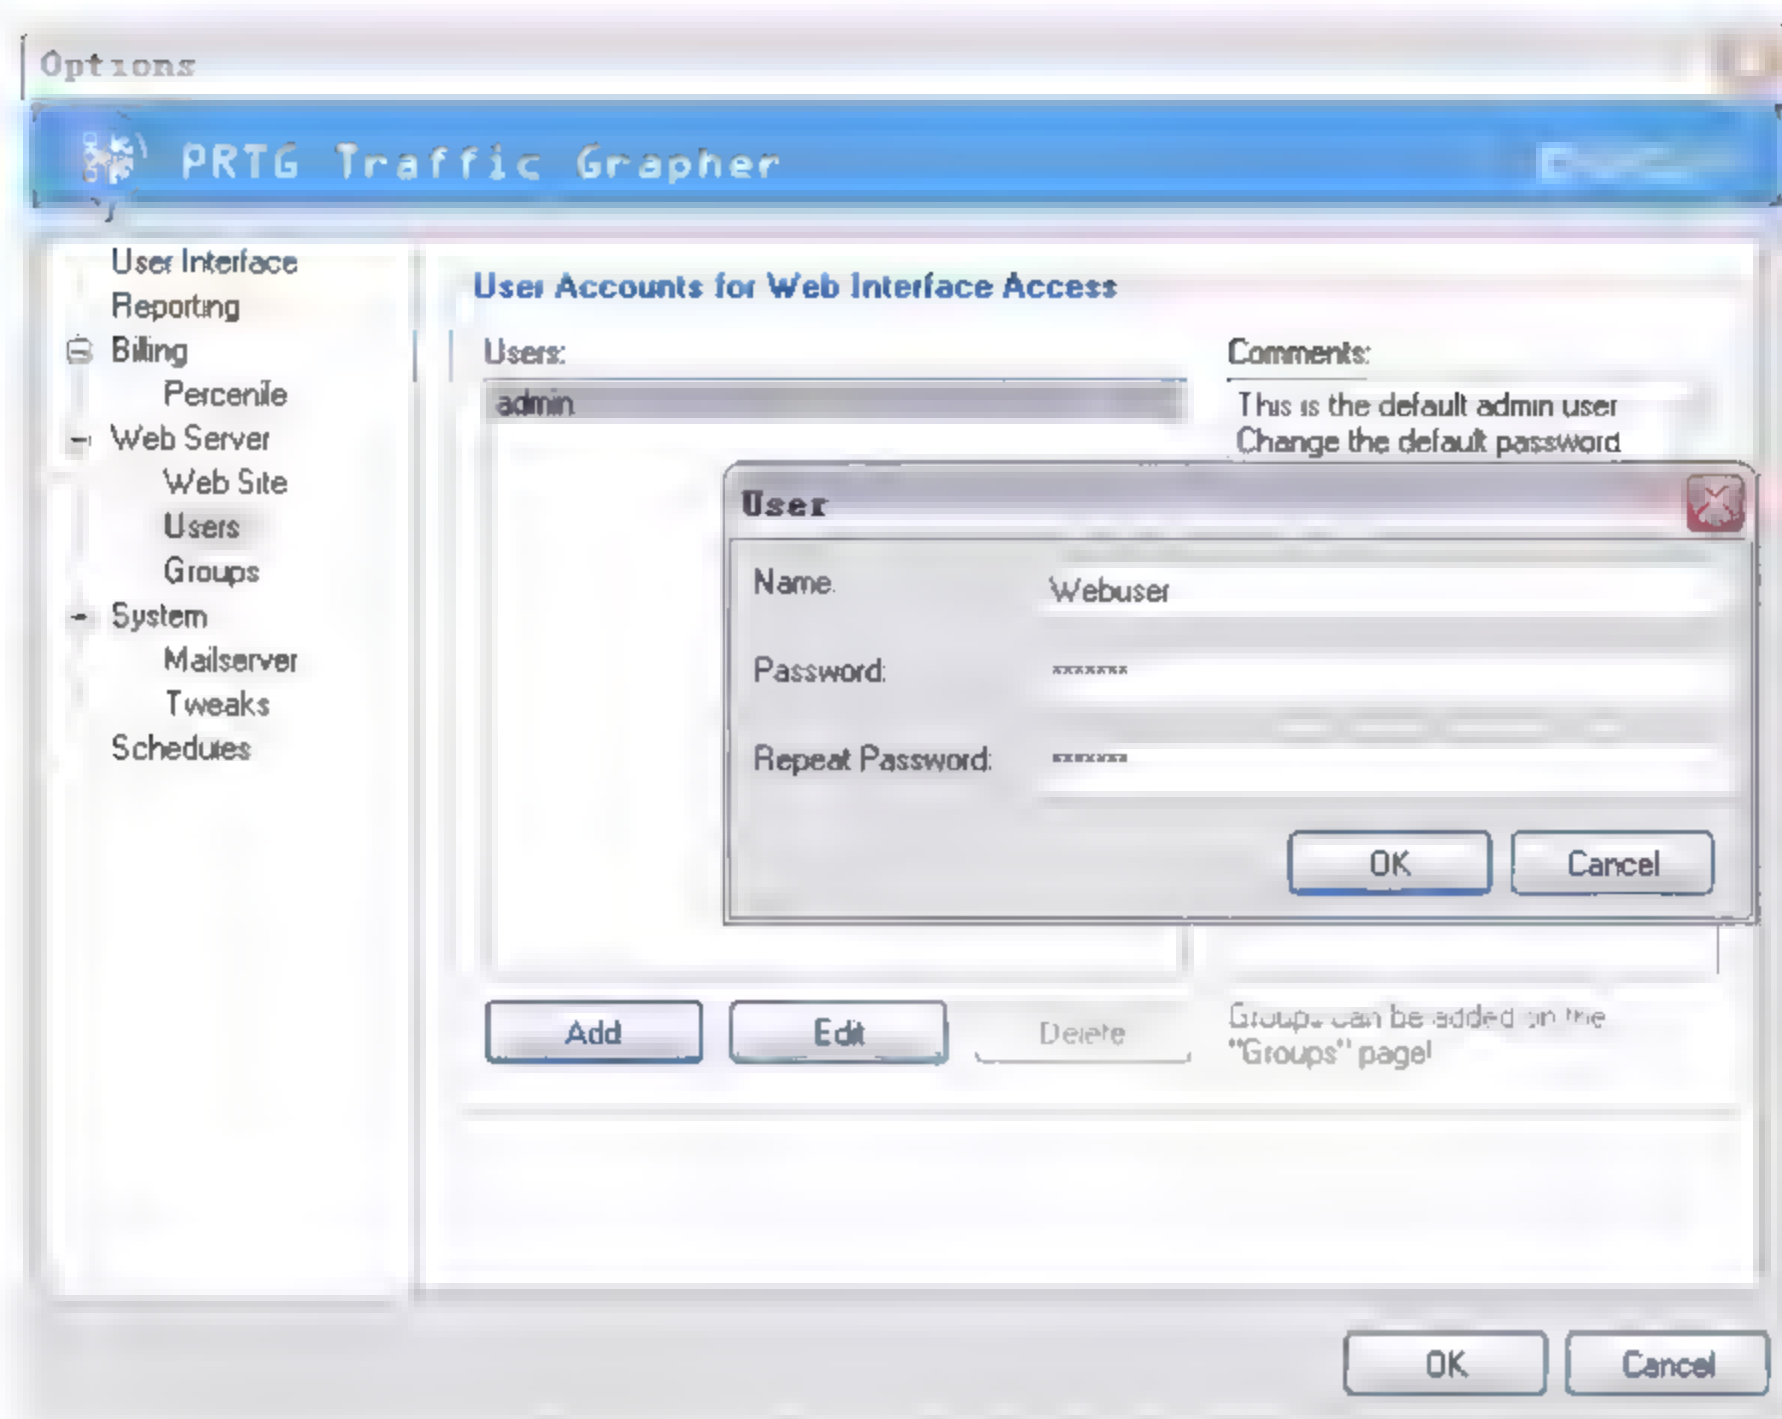 Options
PRTG Traffic Grapher
User Interface
Reporting
Billing
Percenile
Web Server
Web Site
Users
Groups
System
Mailserver
Tweaks
Schedules
User Accounts for Web Interface Access
Users:
admin
Comments:
This is the default admin user
Change the default password
User
Name:
Webuser
Password:
*******
Repeat Password:
*******
OK
Cancel
Add
Edit
Delete
Groups can be added on the
"Groups" page!
OK
Cancel